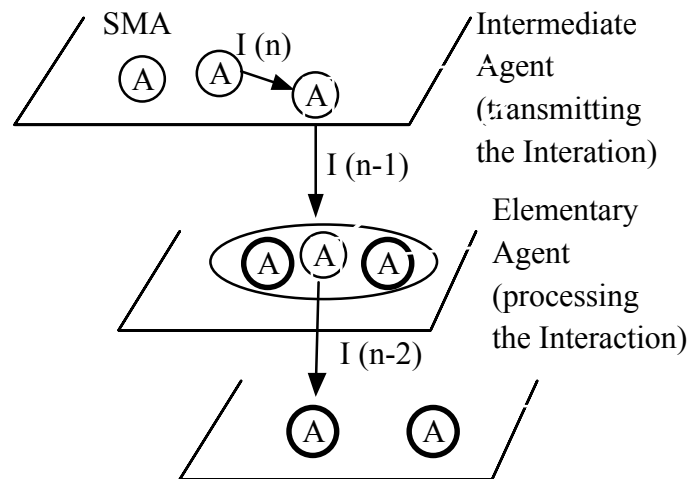 SMA
I (n)
A
A
A
Intermediate
Agent
(transmitting
the Interation)
I (n-1)
A
A
A
Elementary
Agent
(processing
the Interaction)
I (n-2)
A
A